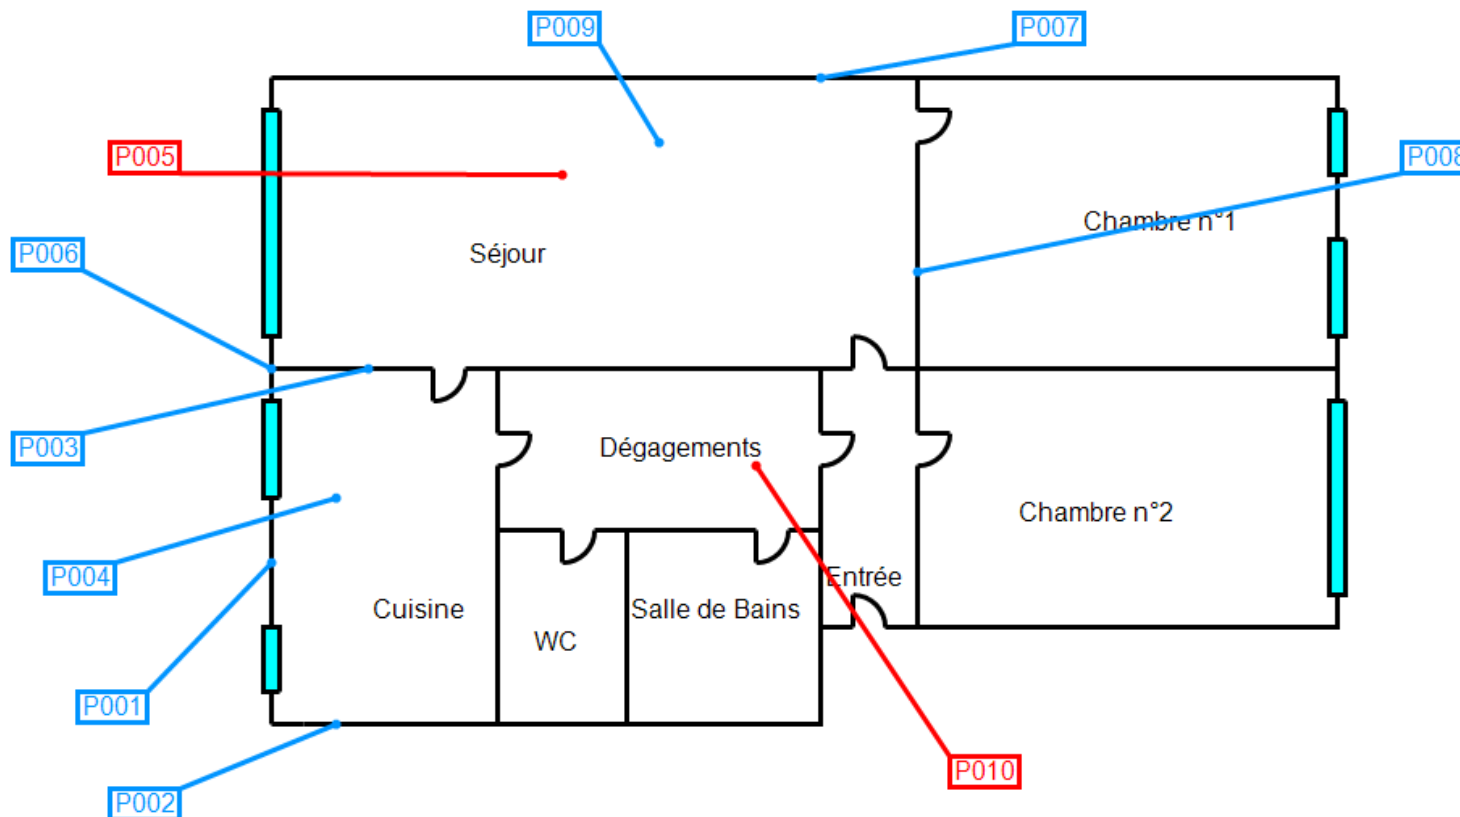 P009
P007
P005
P008
Chambre n°1
Séjour
P006
P003
Dégagements
Chambre n°2
P004
Entrée
Cuisine
Salle de Bains
WC
P001
P010
P002